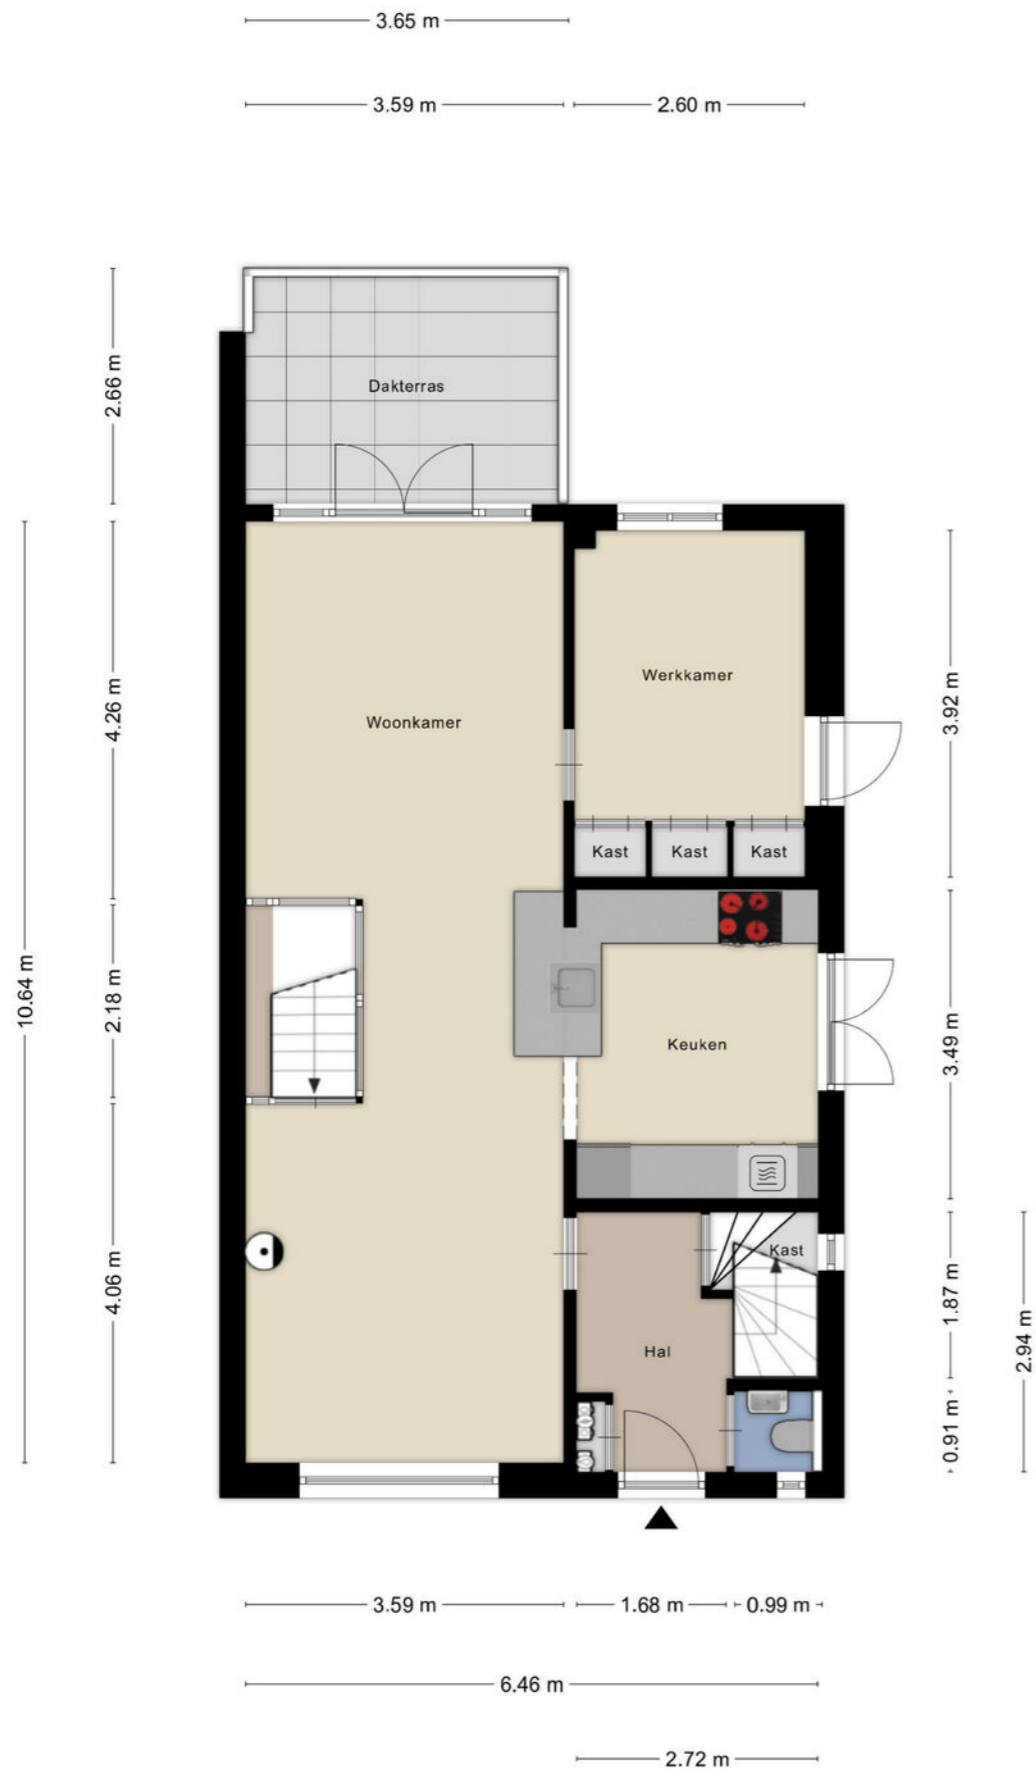 3.65 m
3.59 m
2.60 m
2.66 m
Dakterras
4.26 m
3.92 m
Werkkamer
Woonkamer
Kast
Kast
Kast
10.64 m
2.18 m
3.49 m
Keuken
4.06 m
Kast
1.87 m
2.94 m
Hal
0.91 m
3.59 m
1.68 m
0.99 m
6.46 m
2.72 m